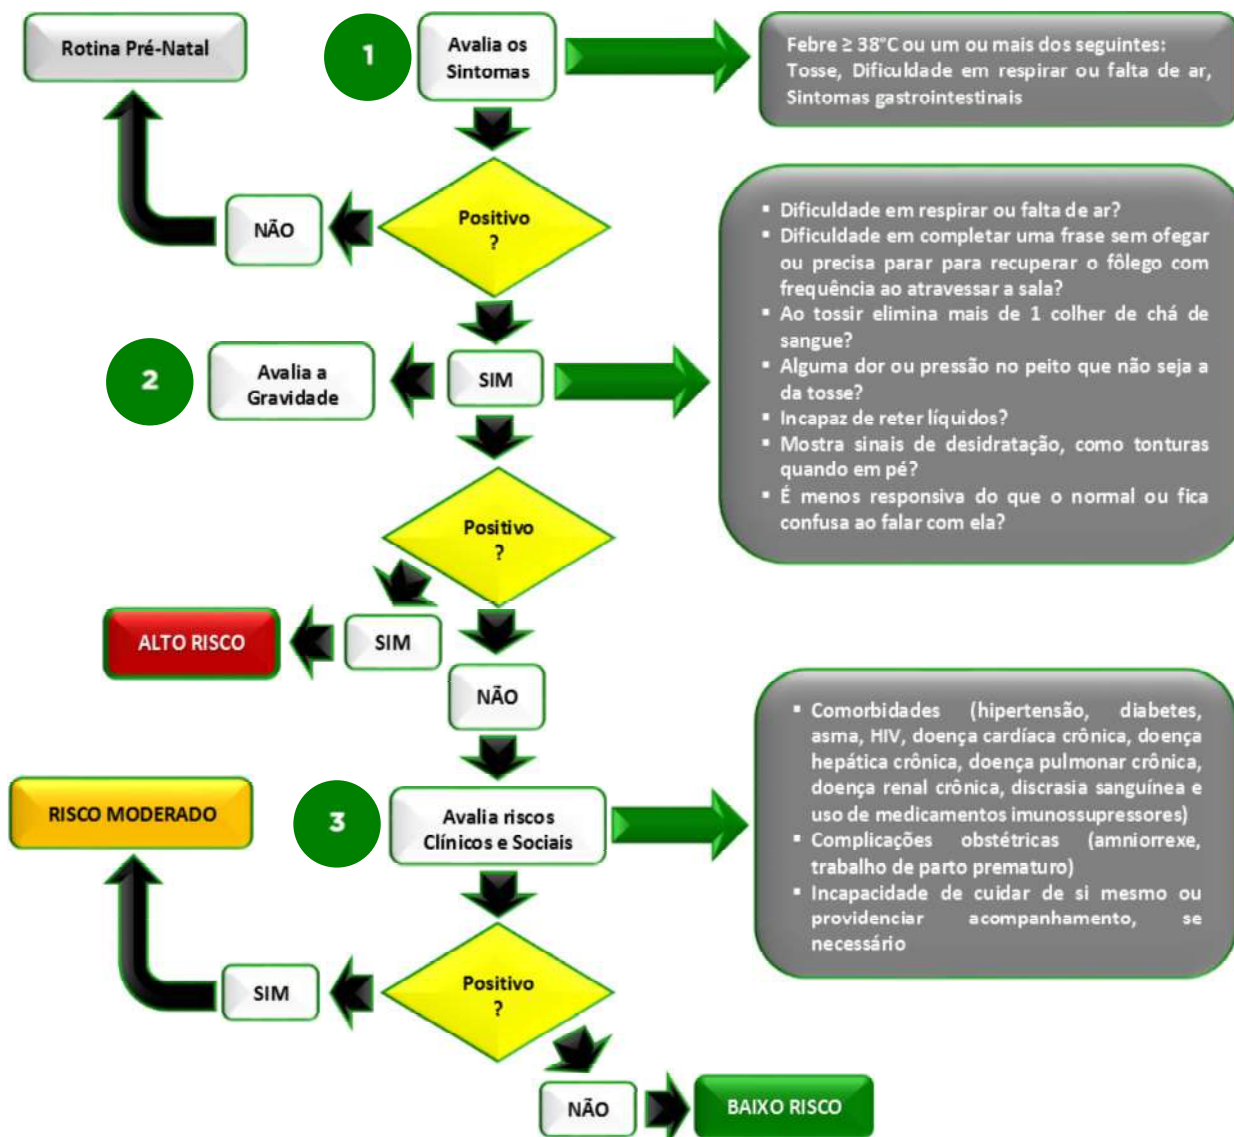 Rotina Pré-Natal
1
Avalia os
Sintomas
Febre ≥ 38°C ou um ou mais dos seguintes:
Tosse, Dificuldade em respirar ou falta de ar,
Sintomas gastrointestinais
Positivo
?
NÃO
2
Avalia a
Gravidade
SIM
▪ Dificuldade em respirar ou falta de ar?
▪ Dificuldade em completar uma frase sem ofegar
ou precisa parar para recuperar o fôlego com
frequência ao atravessar a sala?
▪ Ao tossir elimina mais de 1 colher de chá de
sangue?
▪ Alguma dor ou pressão no peito que não seja a
da tosse?
▪ Incapaz de reter líquidos?
▪ Mostra sinais de desidratação, como tonturas
quando em pé?
▪ É menos responsiva do que o normal ou fica
confusa ao falar com ela?
Positivo
?
ALTO RISCO
SIM
NÃO
RISCO MODERADO
3
Avalia riscos
Clínicos e Sociais
▪ Comorbidades (hipertensão, diabetes,
asma, HIV, doença cardíaca crônica, doença
hepática crônica, doença pulmonar crônica,
doença renal crônica, discrasia sanguínea e
uso de medicamentos imunossupressores)
▪ Complicações obstétricas (amniorrexe,
trabalho de parto prematuro)
▪ Incapacidade de cuidar de si mesmo ou
providenciar acompanhamento, se
necessário
Positivo
?
SIM
NÃO
BAIXO RISCO